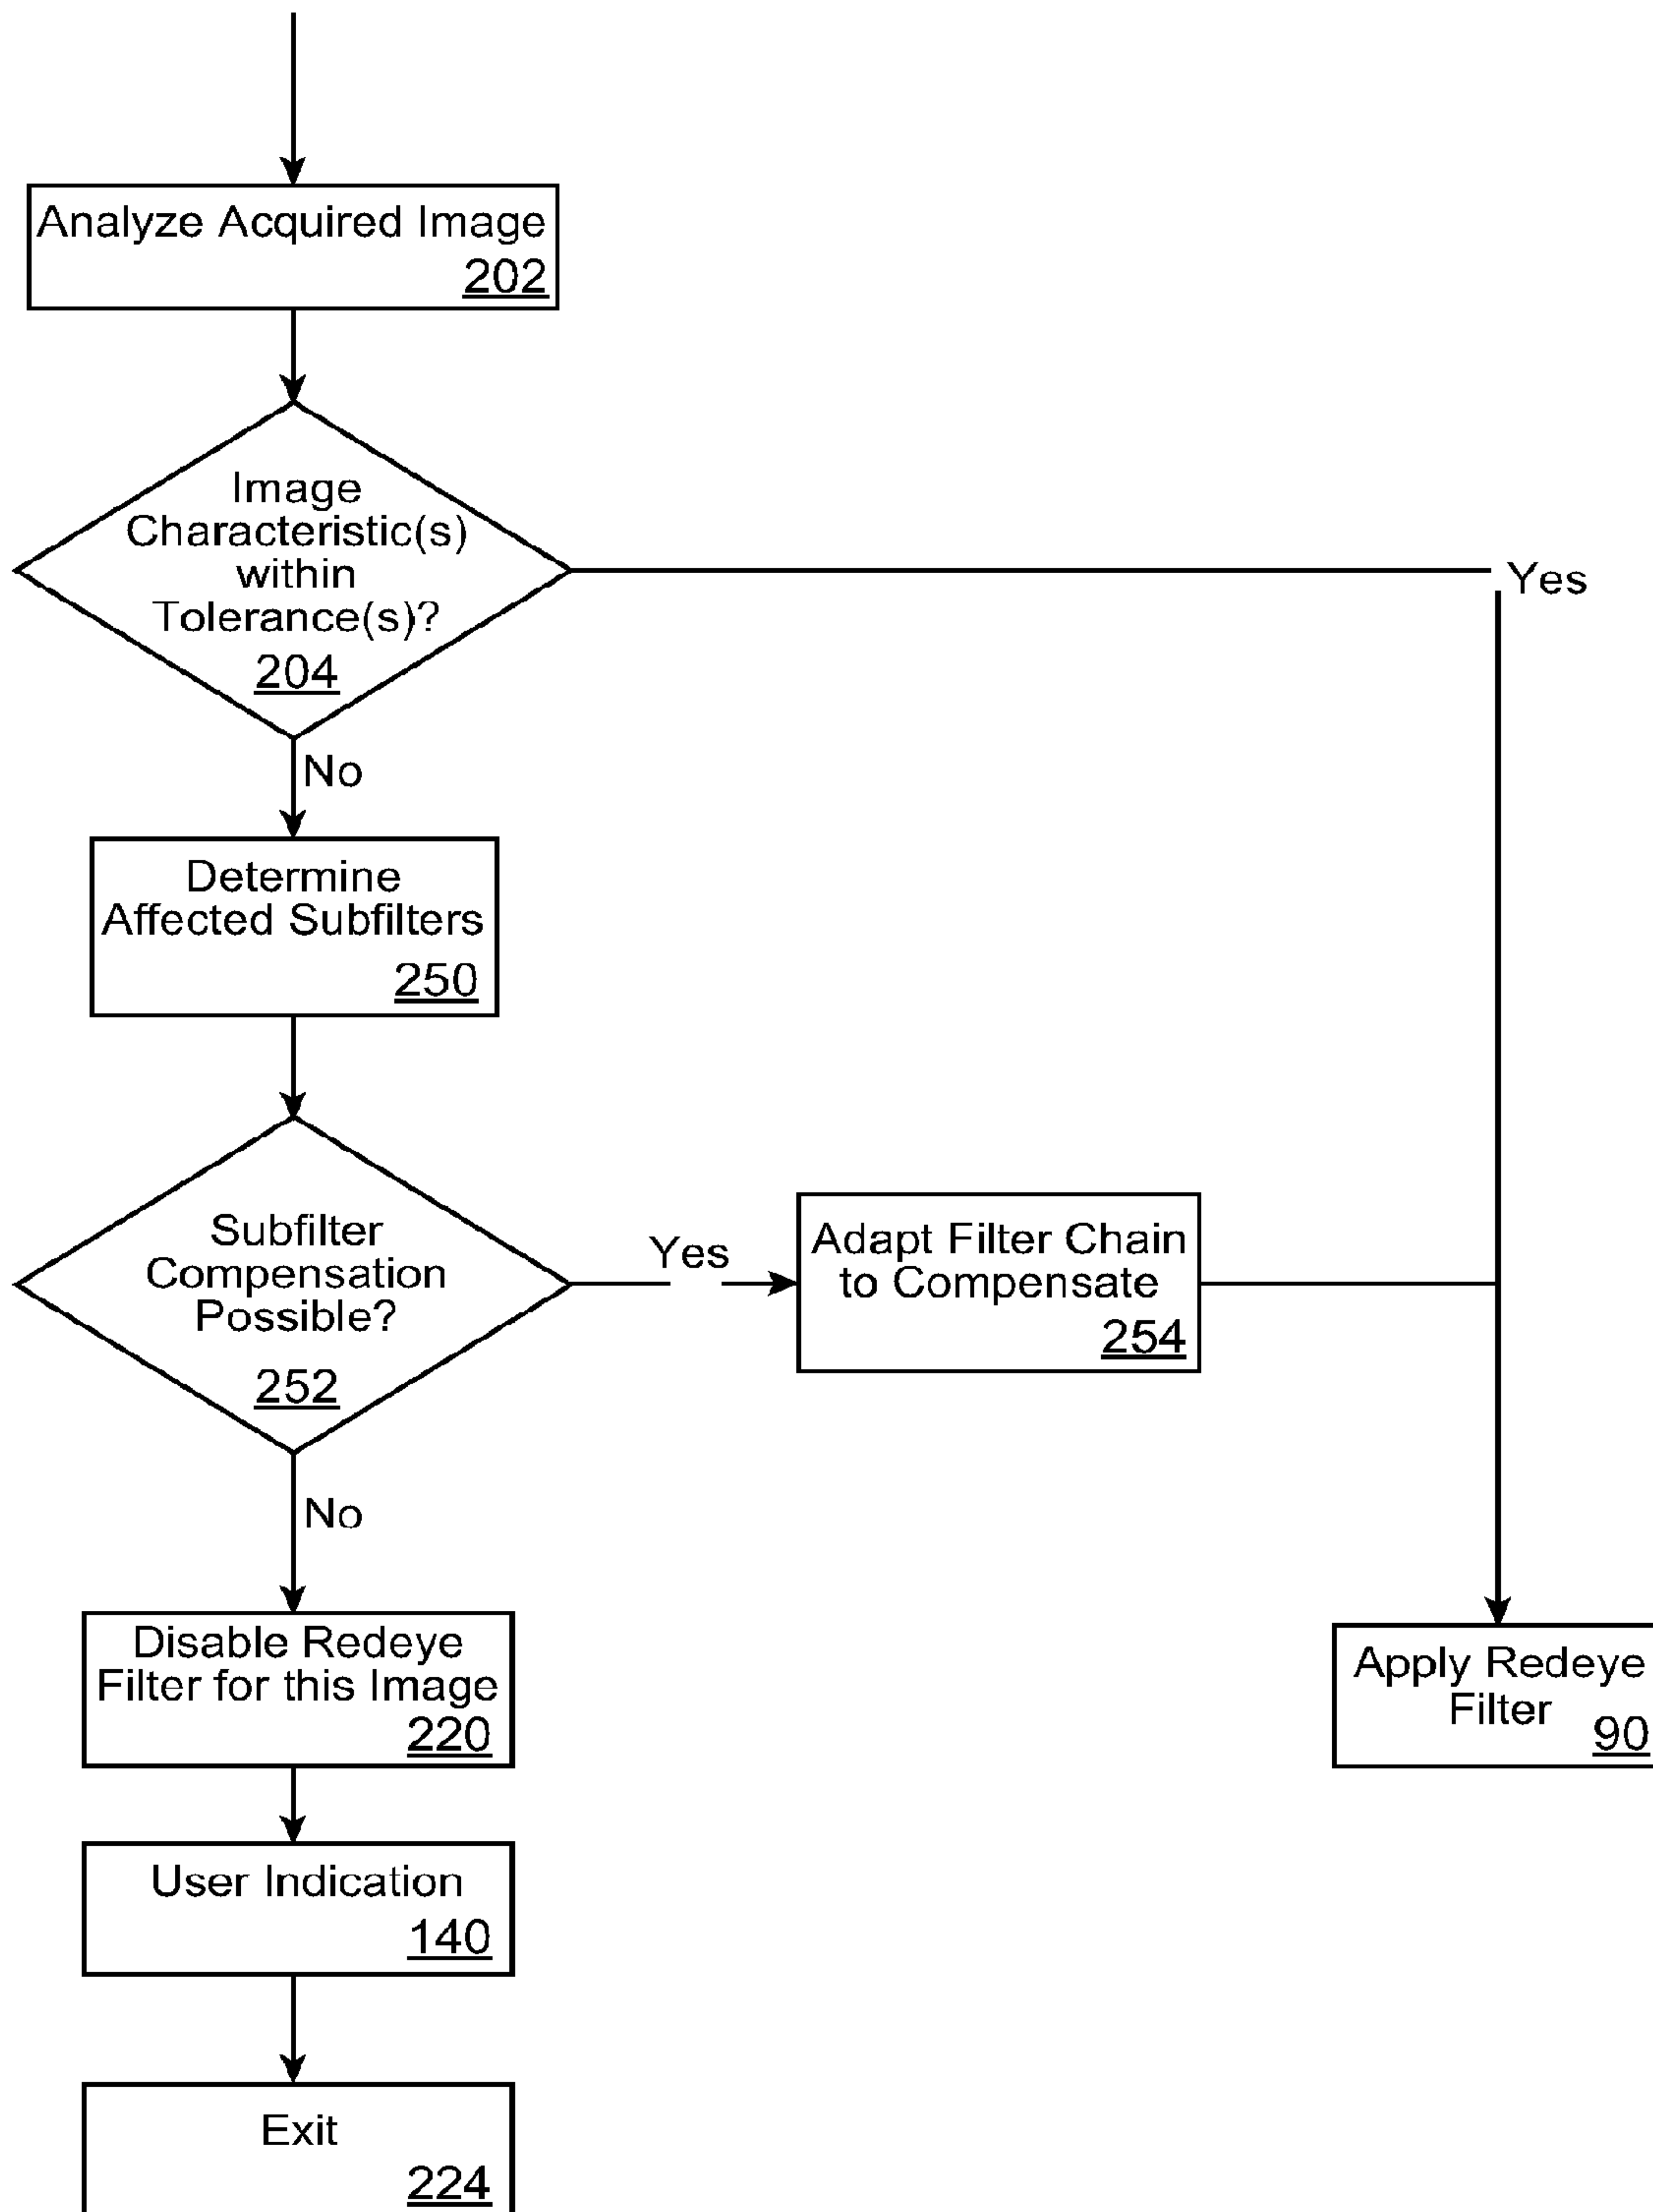 Analyze Acquired Image
202
Image
Characteristic(s)
within
Tolerance(s)?
204
Yes
No
Determine
Affected Subfilters
250
Subfilter
Compensation
Possible?
252
Yes
Adapt Filter Chain
to Compensate
254
No
Disable Redeye
Filter for this Image
220
Apply Redeye
Filter
90
User Indication
140
Exit
224